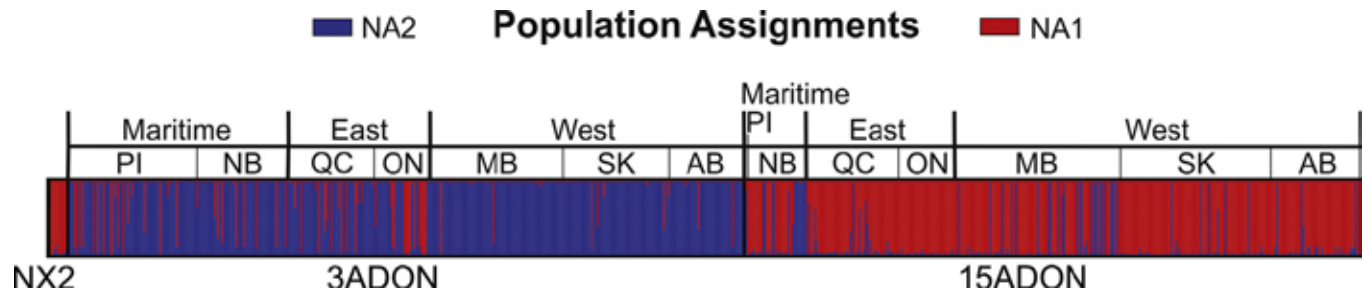 NA2 Population Assignments NA1
Maritime
Maritime East West PI East West
PI NB QC ON MB SK AB NB QC ON MB SK AB
NX2 3ADON 15ADON